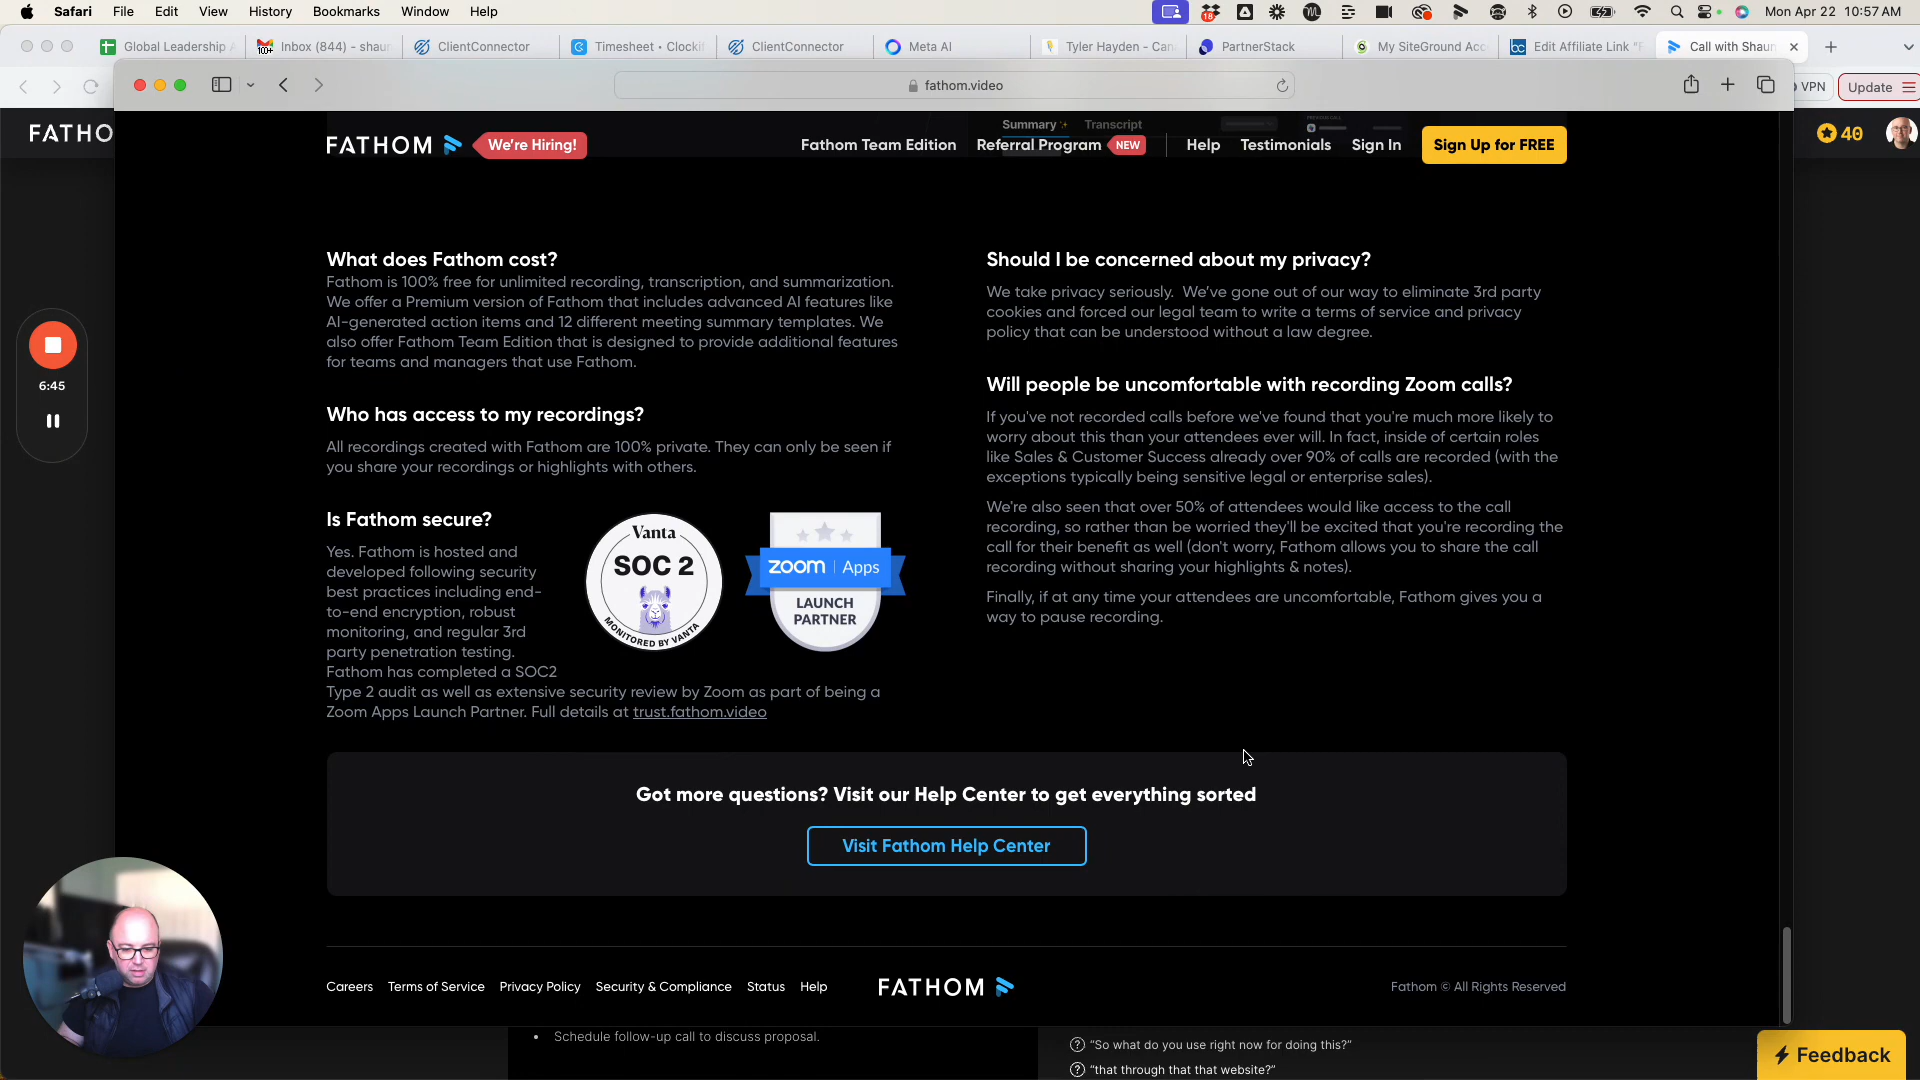 Safari File Edit View History Bookmarks Window Help
18
Mon Apr 22 10:57 AM
Global Leadership
100+
Inbox (844) - shaun
ClientConnector
Timesheet • Clockif
ClientConnector
Meta AI
Tyler Hayden - Can
PartnerStack
My SiteGround Acc
bc
Edit Affiliate Link "F
Call with Shaun
fathom.video
VPN
Update
FATHO
40
FATHOM
We're Hiring!
Summary
Transcript
Fathom Team Edition
Referral Program NEW
Help
Testimonials
Sign In
Sign Up for FREE
6:45
What does Fathom cost?
Fathom is 100% free for unlimited recording, transcription, and summarization.
We offer a Premium version of Fathom that includes advanced AI features like
AI-generated action items and 12 different meeting summary templates. We
also offer Fathom Team Edition that is designed to provide additional features
for teams and managers that use Fathom.
Who has access to my recordings?
All recordings created with Fathom are 100% private. They can only be seen if
you share your recordings or highlights with others.
Is Fathom secure?
Yes. Fathom is hosted and
developed following security
best practices including end-
to-end encryption, robust
monitoring, and regular 3rd
party penetration testing.
Fathom has completed a SOC2
Type 2 audit as well as extensive security review by Zoom as part of being a
Zoom Apps Launch Partner. Full details at trust.fathom.video
Vanta
SOC 2
MONITORED BY VANTA
zoom | Apps
LAUNCH
PARTNER
Should I be concerned about my privacy?
We take privacy seriously. We've gone out of our way to eliminate 3rd party
cookies and forced our legal team to write a terms of service and privacy
policy that can be understood without a law degree.
Will people be uncomfortable with recording Zoom calls?
If you've not recorded calls before we've found that you're much more likely to
worry about this than your attendees ever will. In fact, inside of certain roles
like Sales & Customer Success already over 90% of calls are recorded (with the
exceptions typically being sensitive legal or enterprise sales).
We're also seen that over 50% of attendees would like access to the call
recording, so rather than be worried they'll be excited that you're recording the
call for their benefit as well (don't worry, Fathom allows you to share the call
recording without sharing your highlights & notes).
Finally, if at any time your attendees are uncomfortable, Fathom gives you a
way to pause recording.
Got more questions? Visit our Help Center to get everything sorted
Visit Fathom Help Center
Careers
Terms of Service
Privacy Policy
Security & Compliance
Status
Help
FATHOM
Fathom © All Rights Reserved
• Schedule follow-up call to discuss proposal.
"So what do you use right now for doing this?"
"that through that that website?"
Feedback